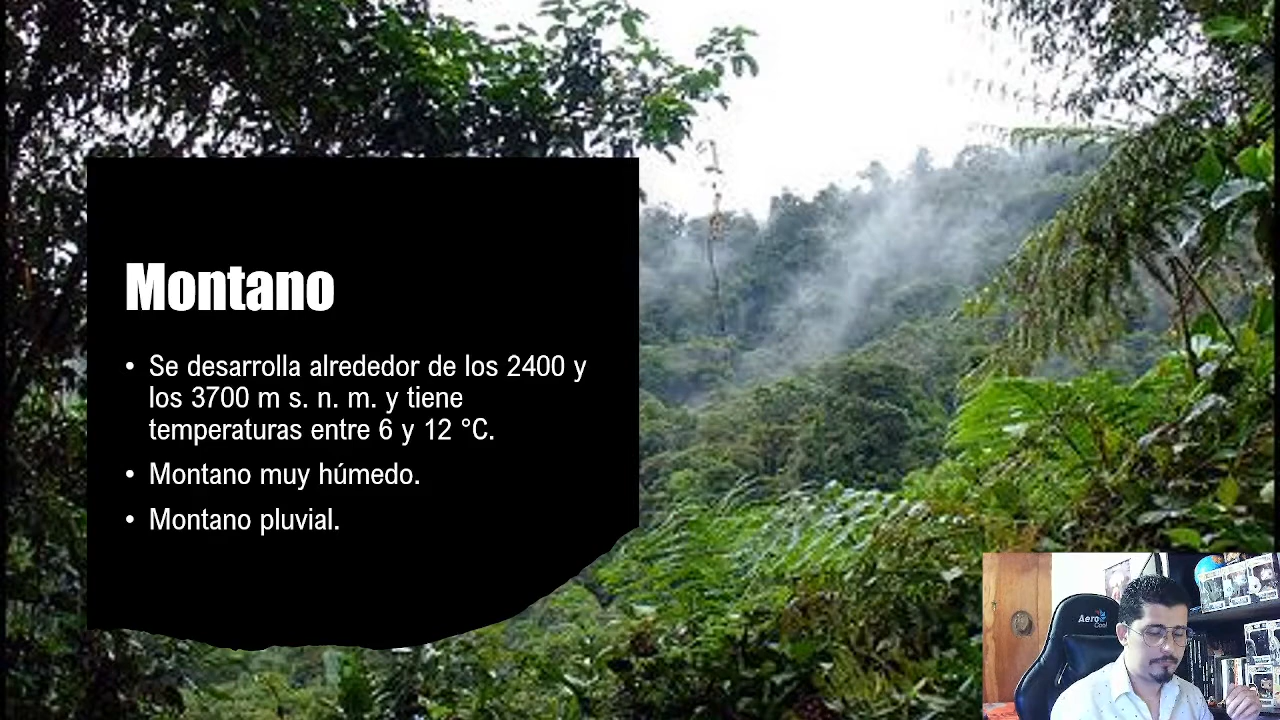 Montano
• Se desarrolla alrededor de los 2400 y
los 3700 m s. n. m. y tiene
temperaturas entre 6 y 12 °C.
• Montano muy húmedo.
• Montano pluvial.
Aero
Cool